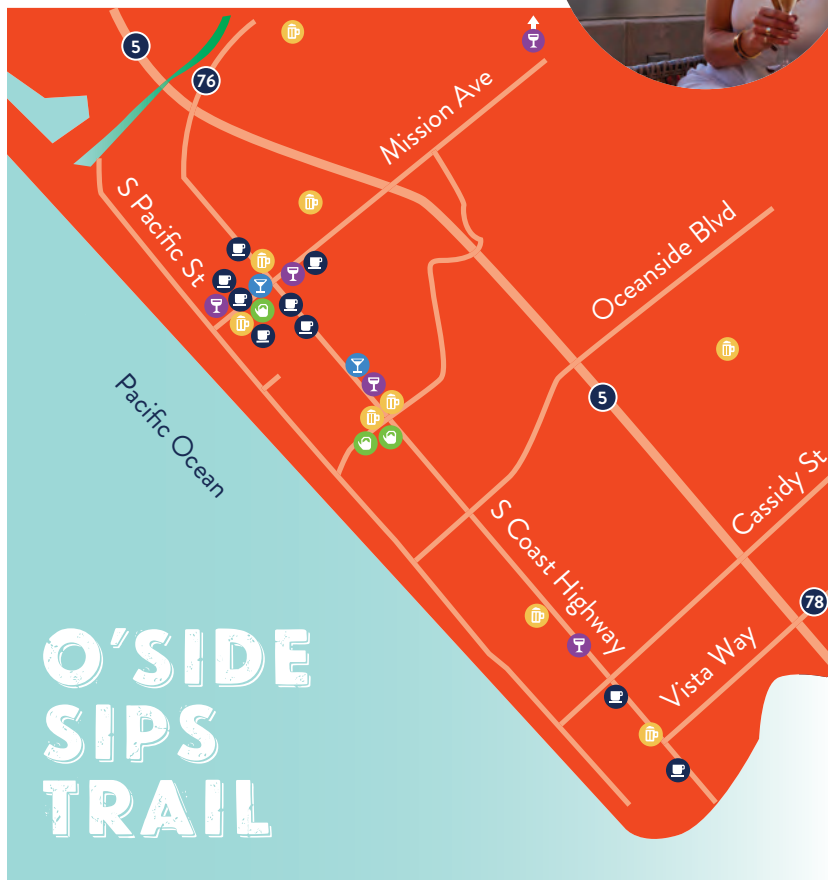 5
76
Mission Ave
S Pacific St
Oceanside Blvd
Pacific Ocean
5
Cassidy St
S Coast Highway
78
Vista Way
O'SIDE
SIPS
TRAIL